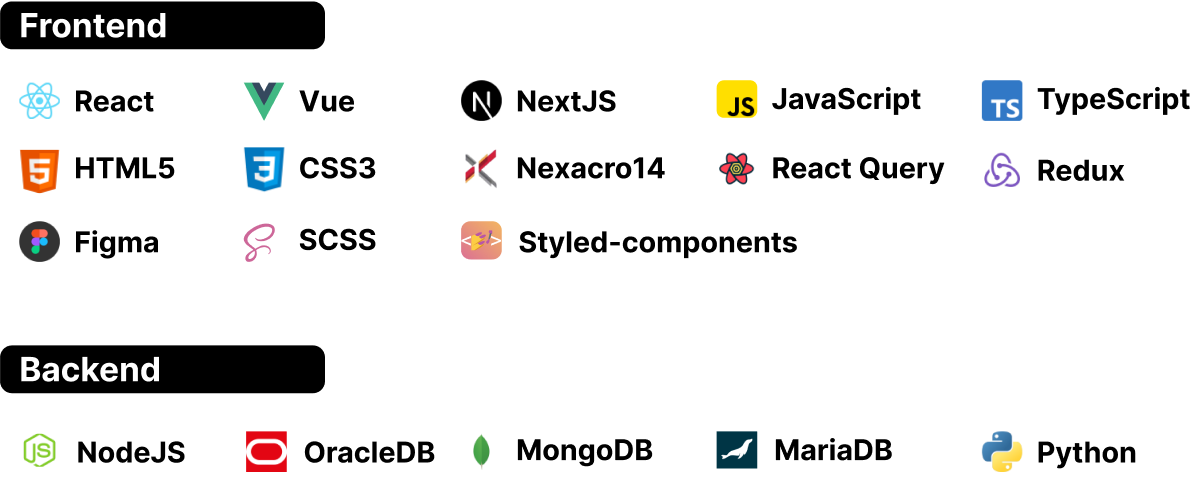 Frontend
React Vue NextJS JS JavaScript TS TypeScript
5 HTML5 3 CSS3 Nexacro14 React Query Redux
Figma SCSS <> Styled-components
Backend
JS NodeJS OracleDB MongoDB MariaDB Python